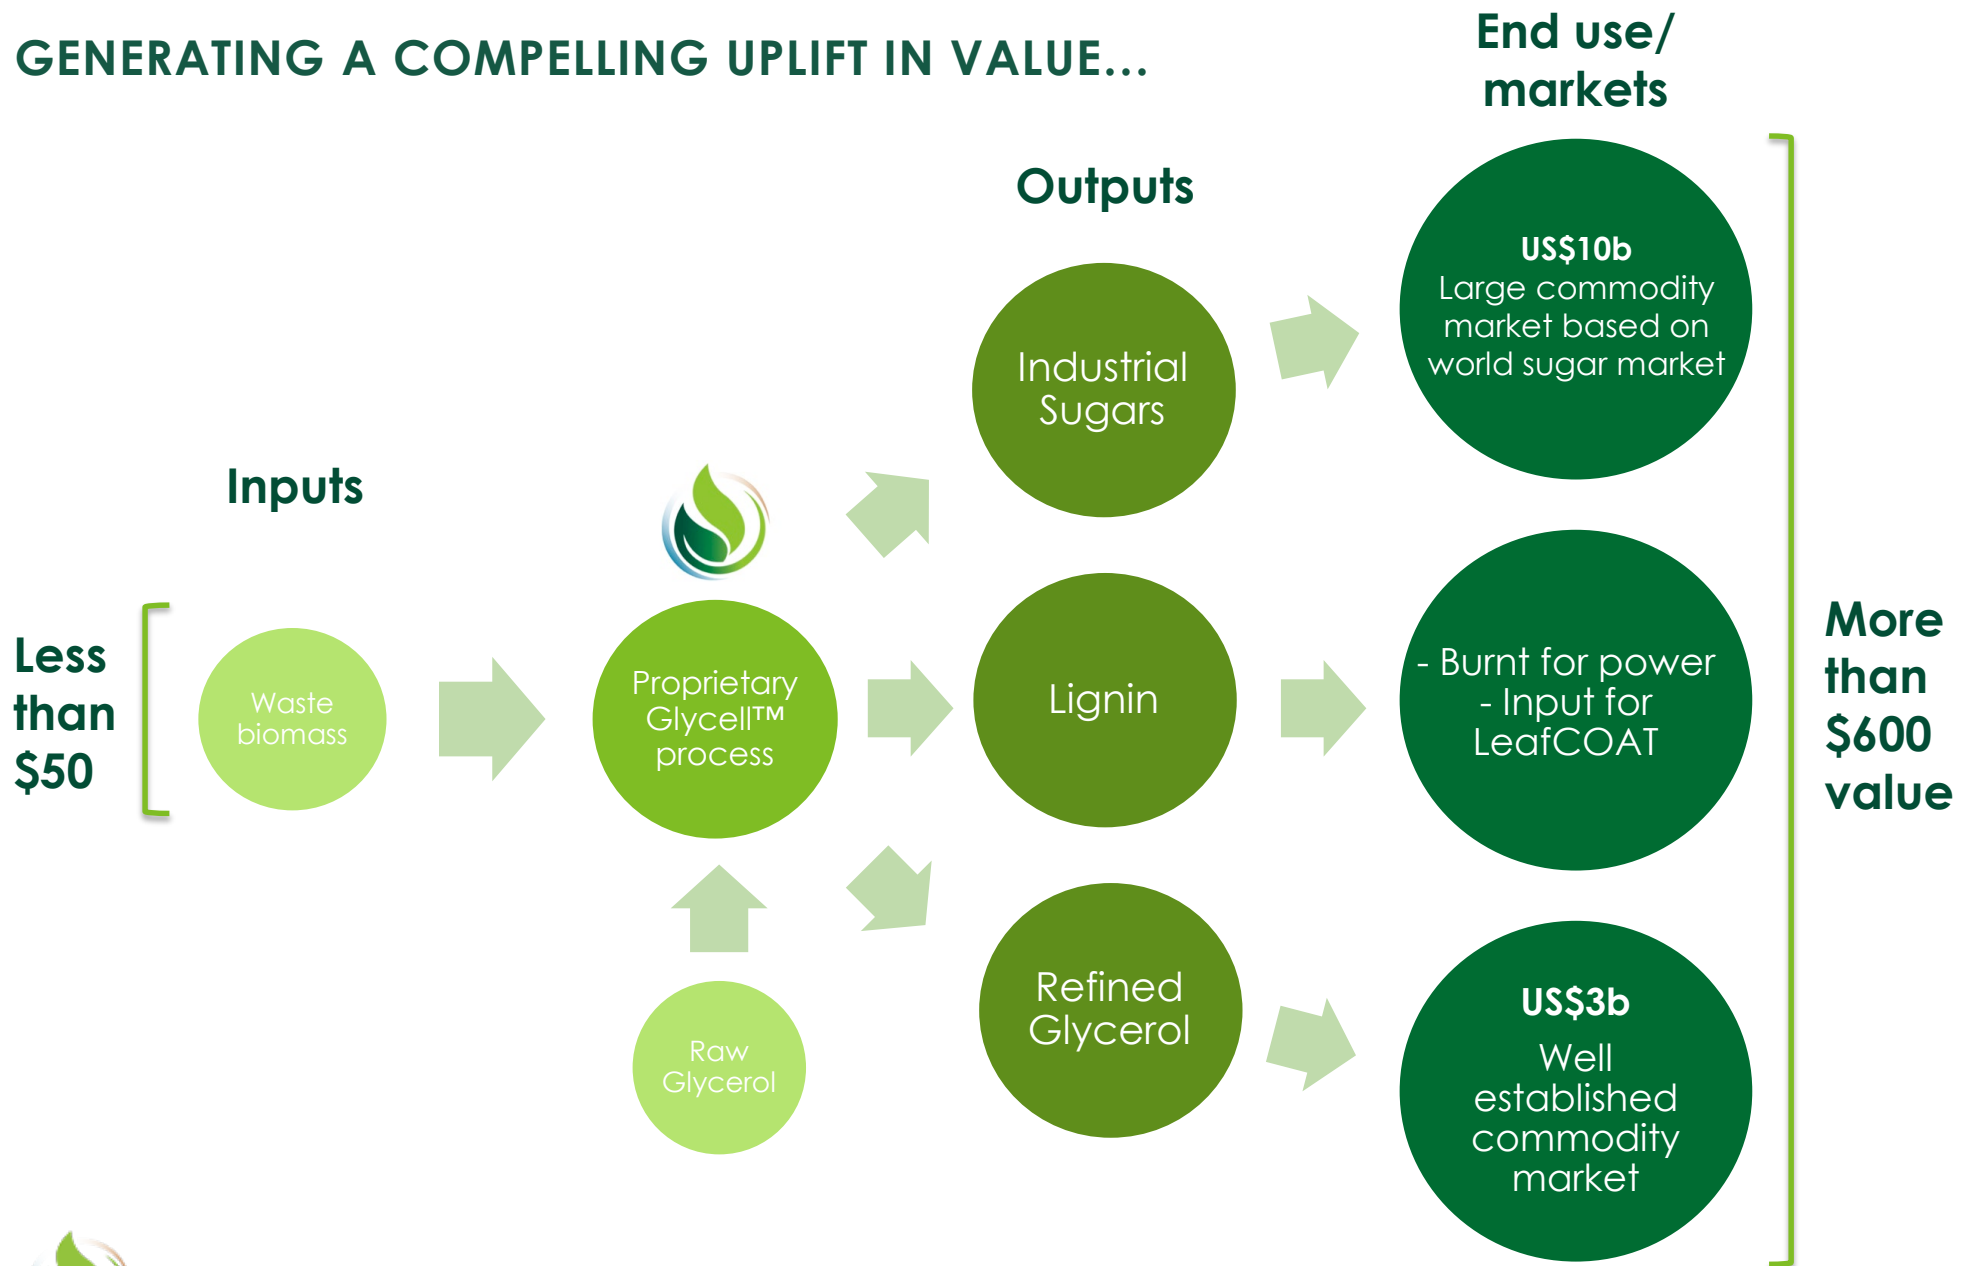 GENERATING A COMPELLING UPLIFT IN VALUE...
End use/
markets
Outputs
Inputs
Less
than
$50
Waste
biomass
Proprietary
Glycell™
process
Raw
Glycerol
Industrial
Sugars
Lignin
Refined
Glycerol
US$10b
Large commodity
market based on
world sugar market
- Burnt for power
- Input for
LeafCOAT
US$3b
Well
established
commodity
market
More
than
$600
value